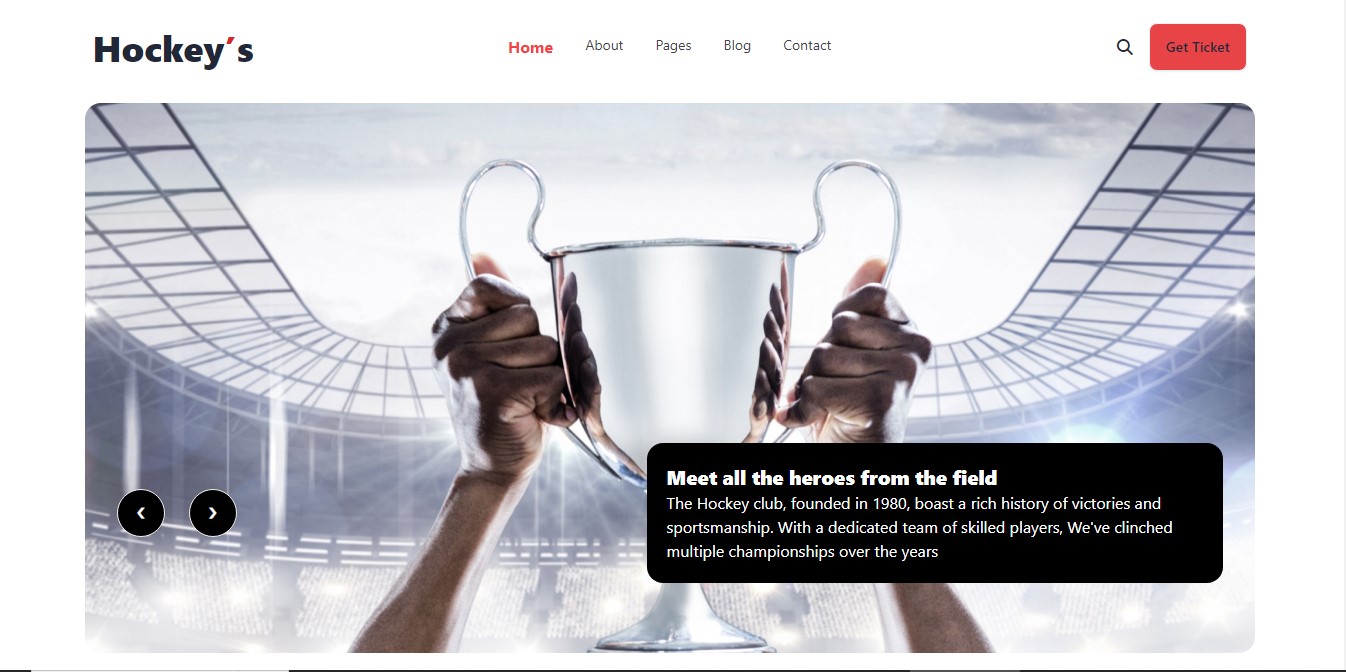 Hockey´s
Home
About
Pages
Blog
Contact
Get Ticket
Meet all the heroes from the field
The Hockey club, founded in 1980, boast a rich history of victories and
sportsmanship. With a dedicated team of skilled players, We've clinched
multiple championships over the years